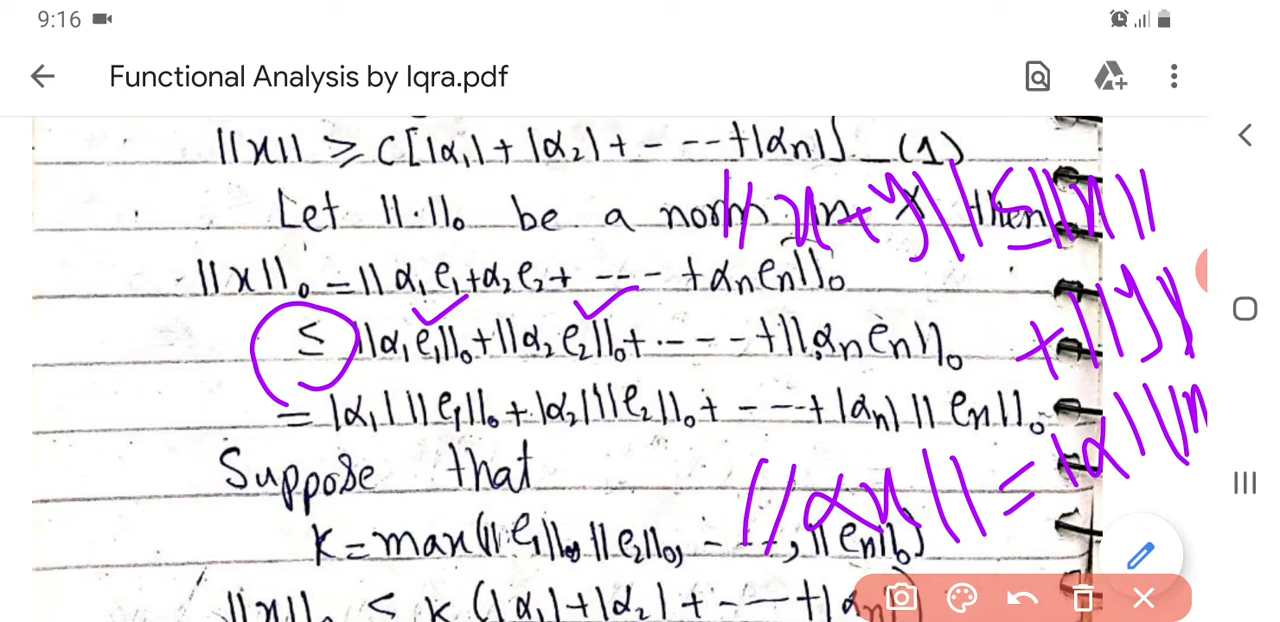 9:16
Functional Analysis by Iqra.pdf
||x|| ≥ C[|α₁| + |α₂| + - -- + |αn|] _(1)
Let ||·||₀ be a norm on X then
||x+y|| ≤ ||x||
||x||₀ = ||α₁e₁ + α₂e₂ + --- + αnen||₀
+ ||y||
≤ ||α₁e₁||₀ + ||α₂e₂||₀ + ---- + ||αnen||₀
= |α₁| ||e₁||₀ + |α₂| ||e₂||₀ + - -- + |αn| ||en||₀
Suppose that
||αx|| = |α| ||x
K = max(||e₁||₀, ||e₂||₀, - --, ||en||₀)
||x||₀ ≤ K (|α₁| + |α₂| + - -- + |αn|